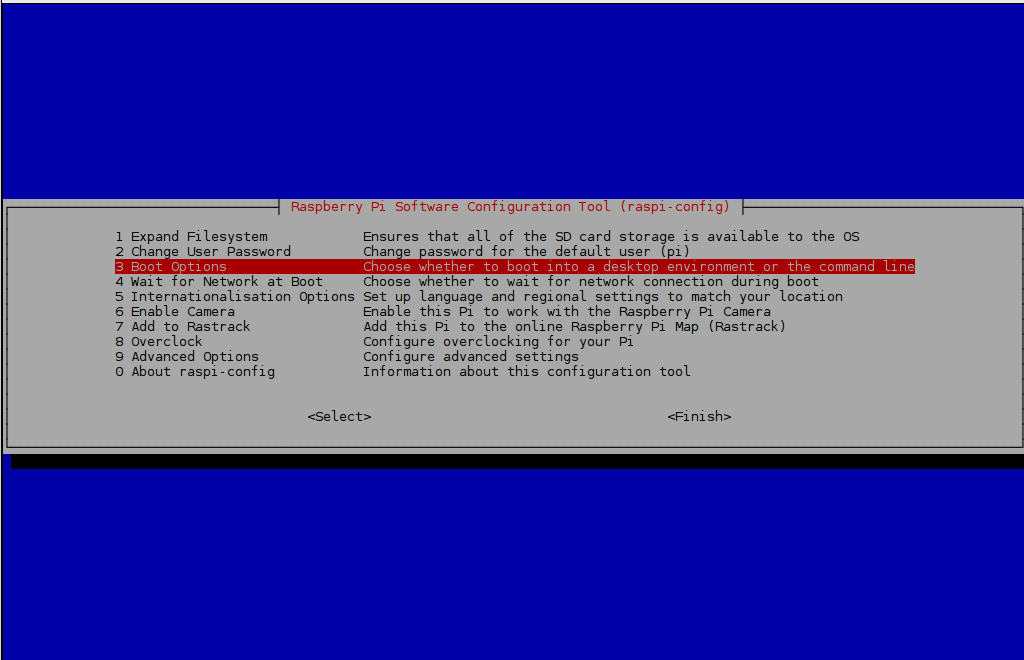 Raspberry Pi Software Configuration Tool (raspi-config)
1 Expand Filesystem Ensures that all of the SD card storage is available to the OS
2 Change User Password Change password for the default user (pi)
3 Boot Options Choose whether to boot into a desktop environment or the command line
4 Wait for Network at Boot Choose whether to wait for network connection during boot
5 Internationalisation Options Set up language and regional settings to match your location
6 Enable Camera Enable this Pi to work with the Raspberry Pi Camera
7 Add to Rastrack Add this Pi to the online Raspberry Pi Map (Rastrack)
8 Overclock Configure overclocking for your Pi
9 Advanced Options Configure advanced settings
0 About raspi-config Information about this configuration tool
<Select> <Finish>